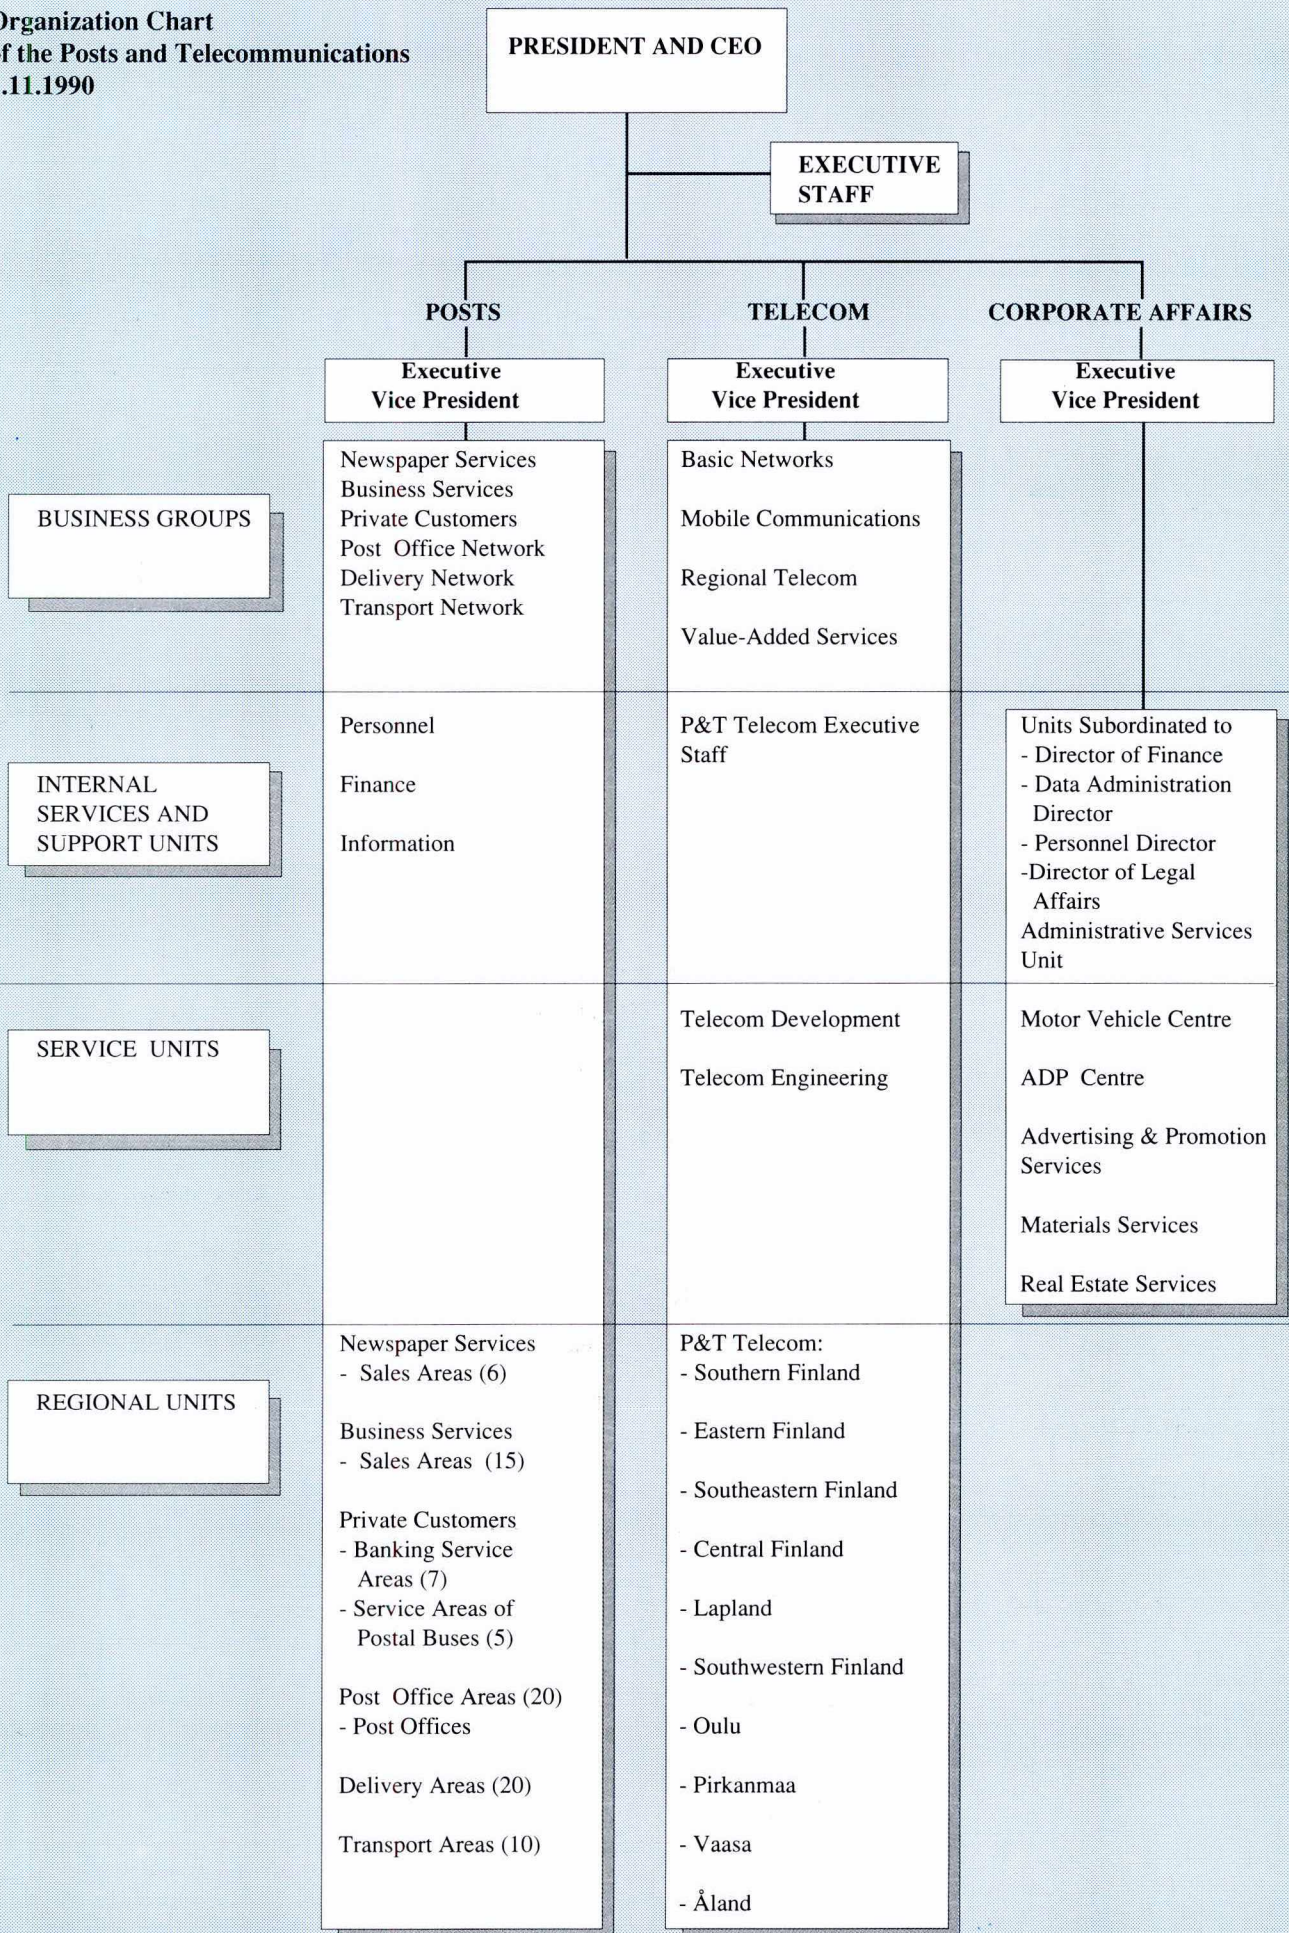 Organization Chart
of the Posts and Telecommunications
.11.1990
PRESIDENT AND CEO
EXECUTIVE
STAFF
POSTS
TELECOM
CORPORATE AFFAIRS
Executive
Vice President
Executive
Vice President
Executive
Vice President
BUSINESS GROUPS
Newspaper Services
Business Services
Private Customers
Post Office Network
Delivery Network
Transport Network
Basic Networks
Mobile Communications
Regional Telecom
Value-Added Services
INTERNAL
SERVICES AND
SUPPORT UNITS
Personnel
Finance
Information
P&T Telecom Executive
Staff
Units Subordinated to
- Director of Finance
- Data Administration
Director
- Personnel Director
-Director of Legal
Affairs
Administrative Services
Unit
SERVICE UNITS
Telecom Development
Telecom Engineering
Motor Vehicle Centre
ADP Centre
Advertising & Promotion
Services
Materials Services
Real Estate Services
REGIONAL UNITS
Newspaper Services
- Sales Areas (6)
Business Services
- Sales Areas (15)
Private Customers
- Banking Service
Areas (7)
- Service Areas of
Postal Buses (5)
Post Office Areas (20)
- Post Offices
Delivery Areas (20)
Transport Areas (10)
P&T Telecom:
- Southern Finland
- Eastern Finland
- Southeastern Finland
- Central Finland
- Lapland
- Southwestern Finland
- Oulu
- Pirkanmaa
- Vaasa
- Åland